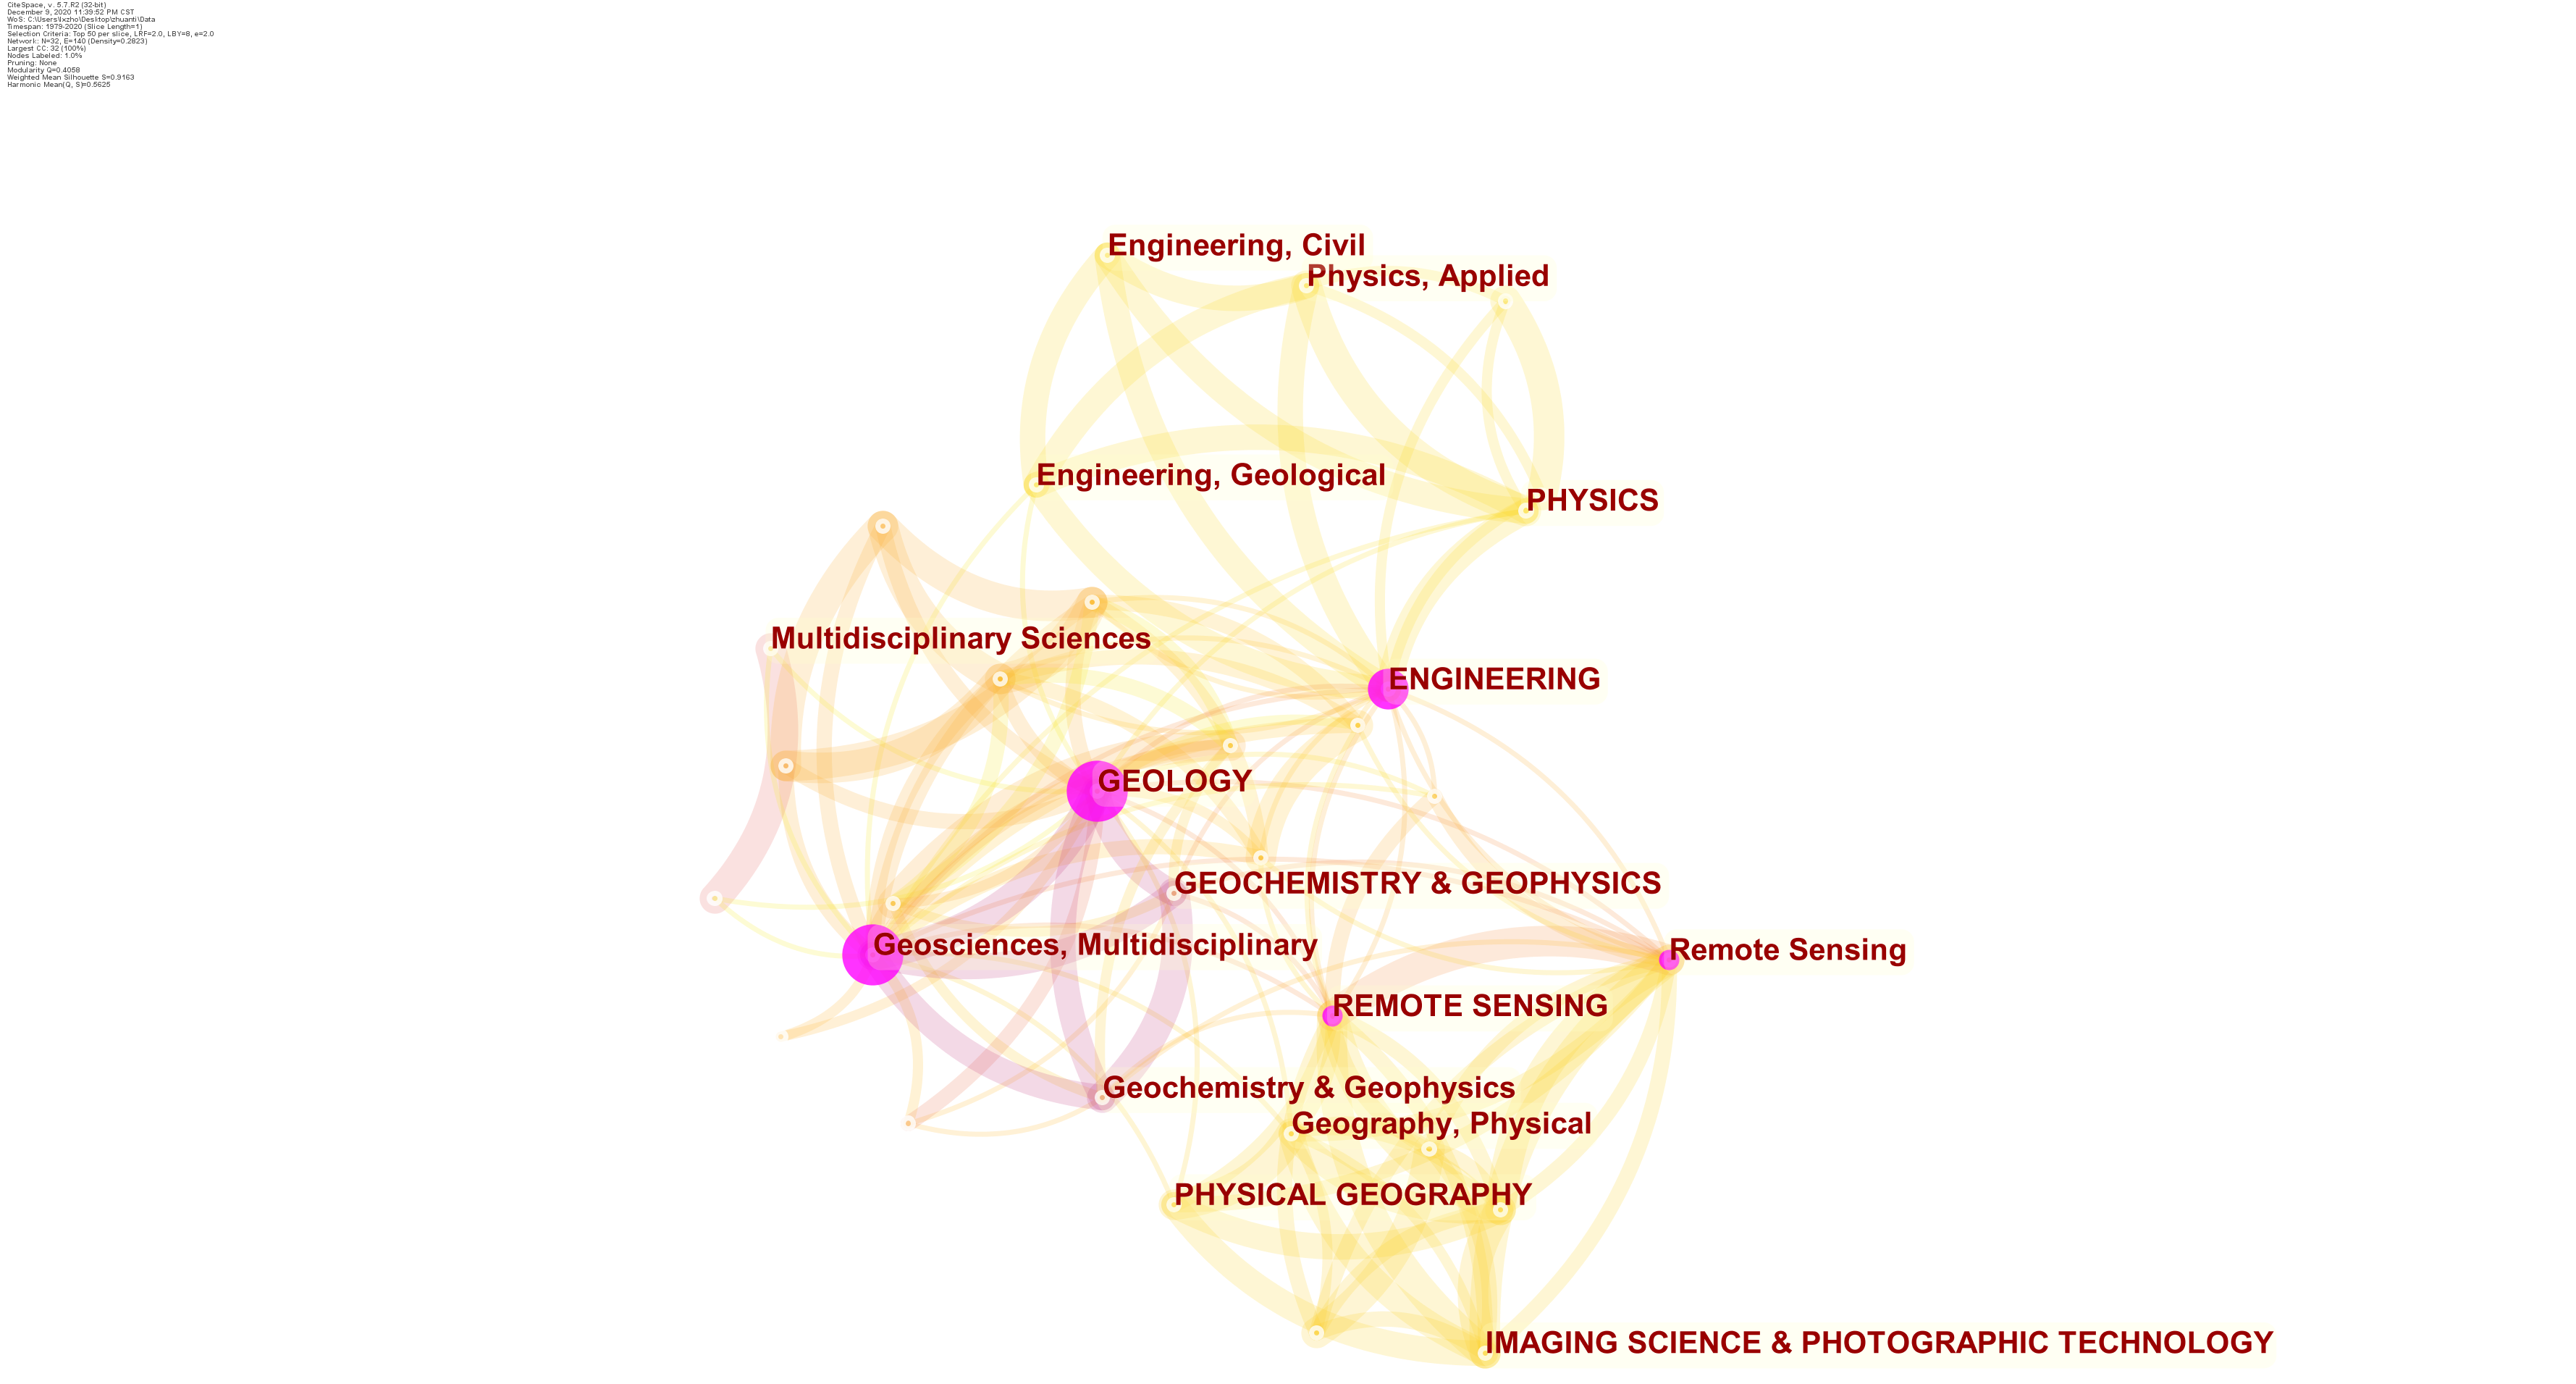 CiteSpace, v. 5.7.R2 (32-bit)
December 9, 2020 11:39:52 PM CST
WoS: C:\Users\lxzho\Desktop\zhuanti\Data
Timespan: 1979-2020 (Slice Length=1)
Selection Criteria: Top 50 per slice, LRF=2.0, LBY=8, e=2.0
Network: N=32, E=140 (Density=0.2823)
Largest CC: 32 (100%)
Nodes Labeled: 1.0%
Pruning: None
Modularity Q=0.4058
Weighted Mean Silhouette S=0.9163
Harmonic Mean(Q, S)=0.5625
Engineering, Civil
Physics, Applied
Engineering, Geological
PHYSICS
Multidisciplinary Sciences
ENGINEERING
GEOLOGY
GEOCHEMISTRY & GEOPHYSICS
Geosciences, Multidisciplinary
Remote Sensing
REMOTE SENSING
Geochemistry & Geophysics
Geography, Physical
PHYSICAL GEOGRAPHY
IMAGING SCIENCE & PHOTOGRAPHIC TECHNOLOGY